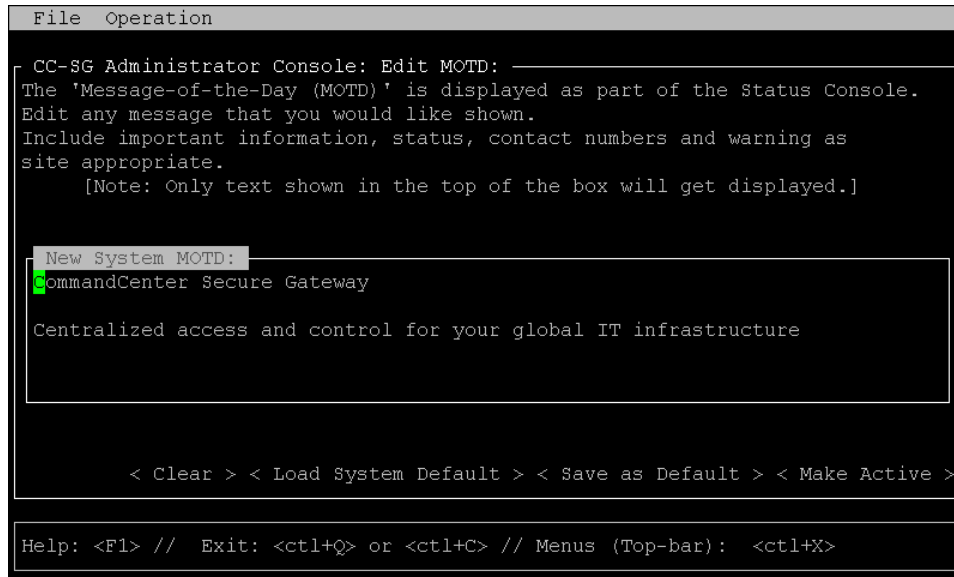 File Operation
CC-SG Administrator Console: Edit MOTD:
The 'Message-of-the-Day (MOTD)' is displayed as part of the Status Console.
Edit any message that you would like shown.
Include important information, status, contact numbers and warning as
site appropriate.
[Note: Only text shown in the top of the box will get displayed.]
New System MOTD:
CommandCenter Secure Gateway
Centralized access and control for your global IT infrastructure
< Clear > < Load System Default > < Save as Default > < Make Active >
Help: <F1> // Exit: <ctl+Q> or <ctl+C> // Menus (Top-bar): <ctl+X>